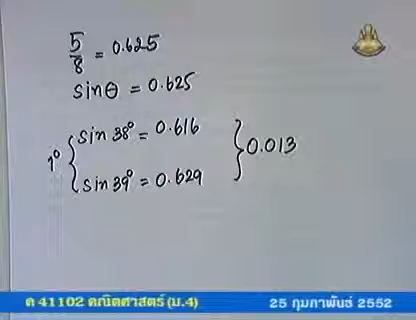 5/8 = 0.625
sinθ = 0.625
1° { sin 38° = 0.616 } 0.013
sin 39° = 0.629
ค 41102 คณิตศาสตร์ (ม.4) 25 กุมภาพันธ์ 2552